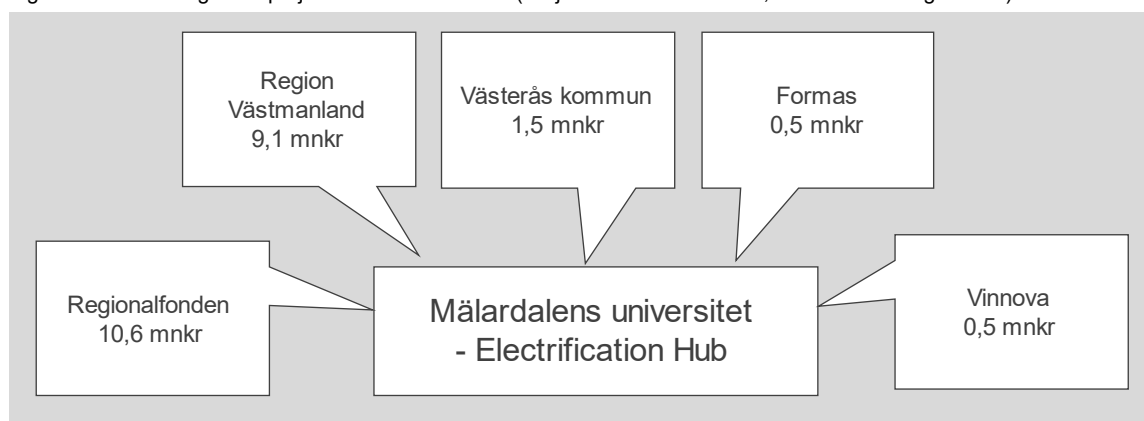 Region
Västmanland
9,1 mnkr
Västerås kommun
1,5 mnkr
Formas
0,5 mnkr
Regionalfonden
10,6 mnkr
Mälardalens universitet
- Electrification Hub
Vinnova
0,5 mnkr